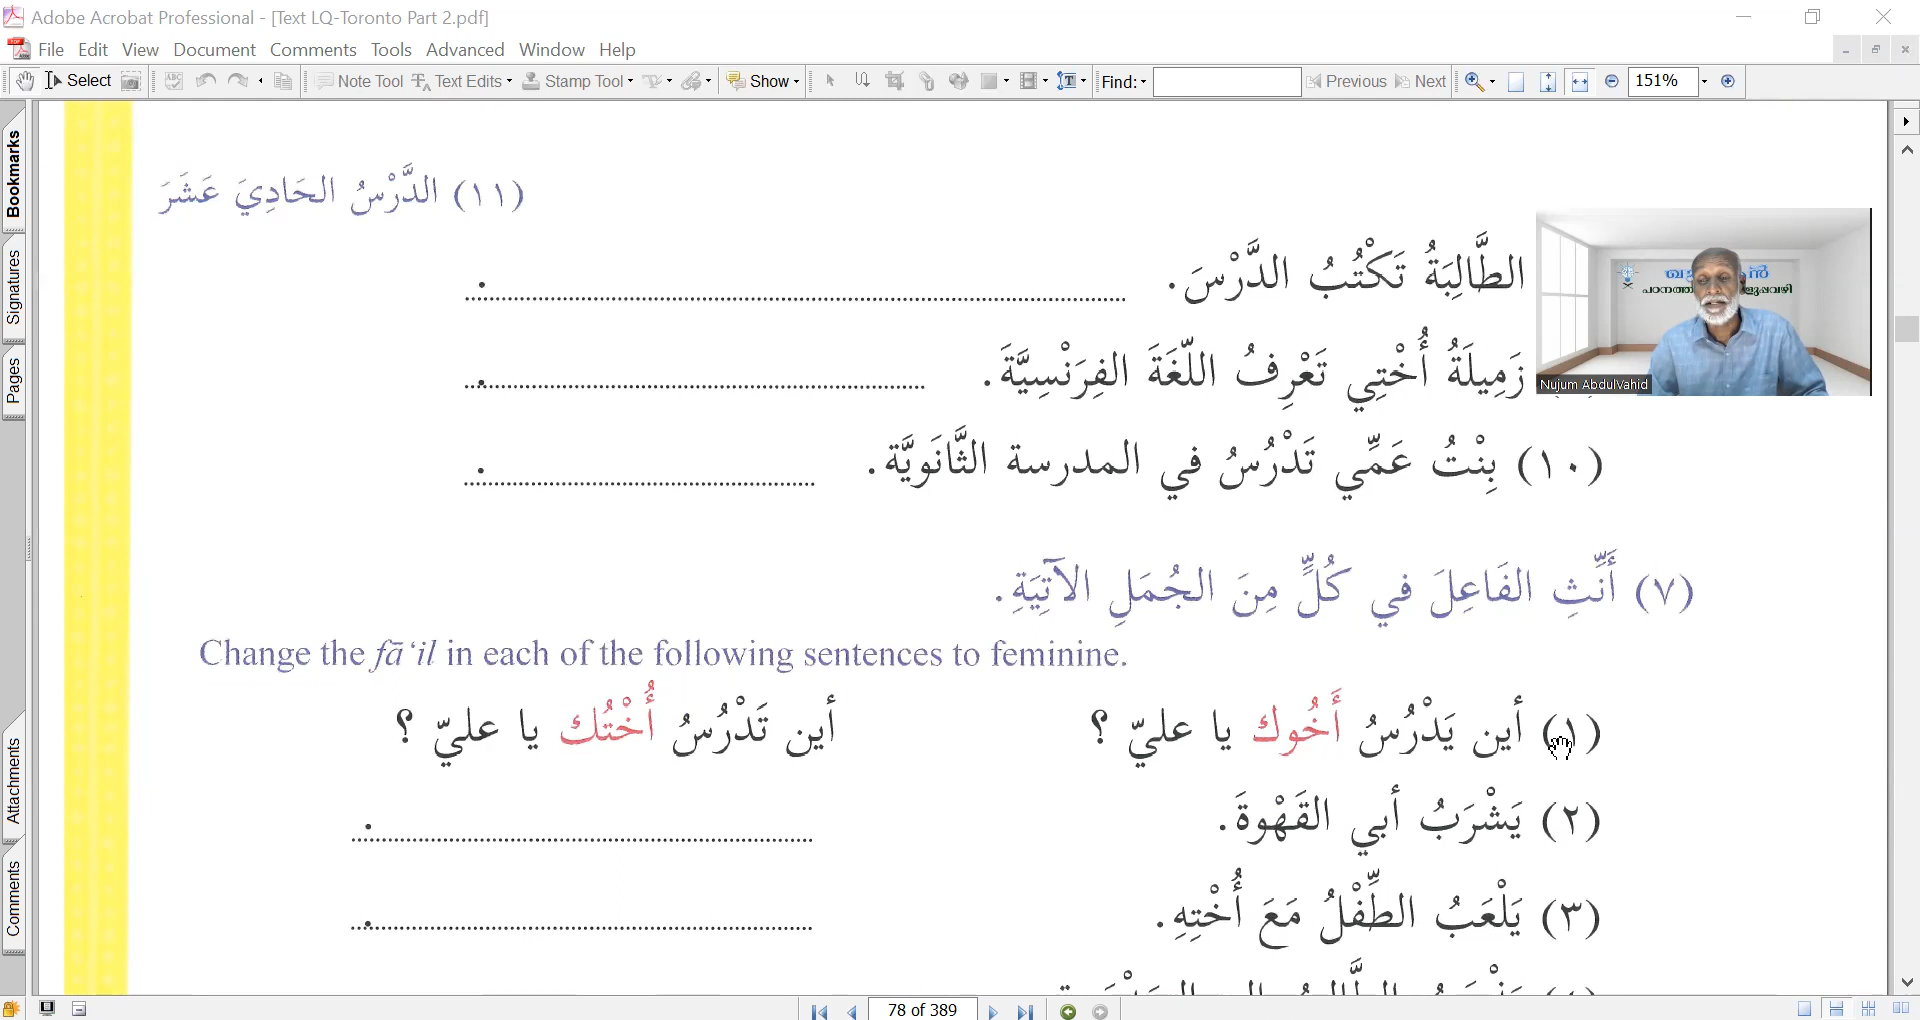 Adobe Acrobat Professional - [Text LQ-Toronto Part 2.pdf]
File Edit View Document Comments Tools Advanced Window Help
Select Note Tool Text Edits Stamp Tool Show Find: Previous Next 151%
Bookmarks
Signatures
Pages
Attachments
Comments
(١١) الدَّرْسُ الحَادِيَ عَشَرَ
الطَّالِبَةُ تَكْتُبُ الدَّرْسَ. ................
زَمِيلَةُ أُخْتِي تَعْرِفُ اللّغَةَ الفِرَنْسِيَّةَ. ................
(١٠) بِنْتُ عَمِّي تَدْرُسُ في المدرسة الثَّانَوِيَّة. ................
Nujum AbdulVahid
(٧) أَنِّثِ الفَاعِلَ في كُلٍّ مِنَ الجُمَلِ الآتِيَةِ.
Change the fā‘il in each of the following sentences to feminine.
(١) أين يَدْرُسُ أَخُوك يا عليّ ؟ أين تَدْرُسُ أُخْتُك يا عليّ ؟
(٢) يَشْرَبُ أبي القَهْوةَ. ................
(٣) يَلْعَبُ الطِّفْلُ مَعَ أُخْتِهِ. ................
78 of 389